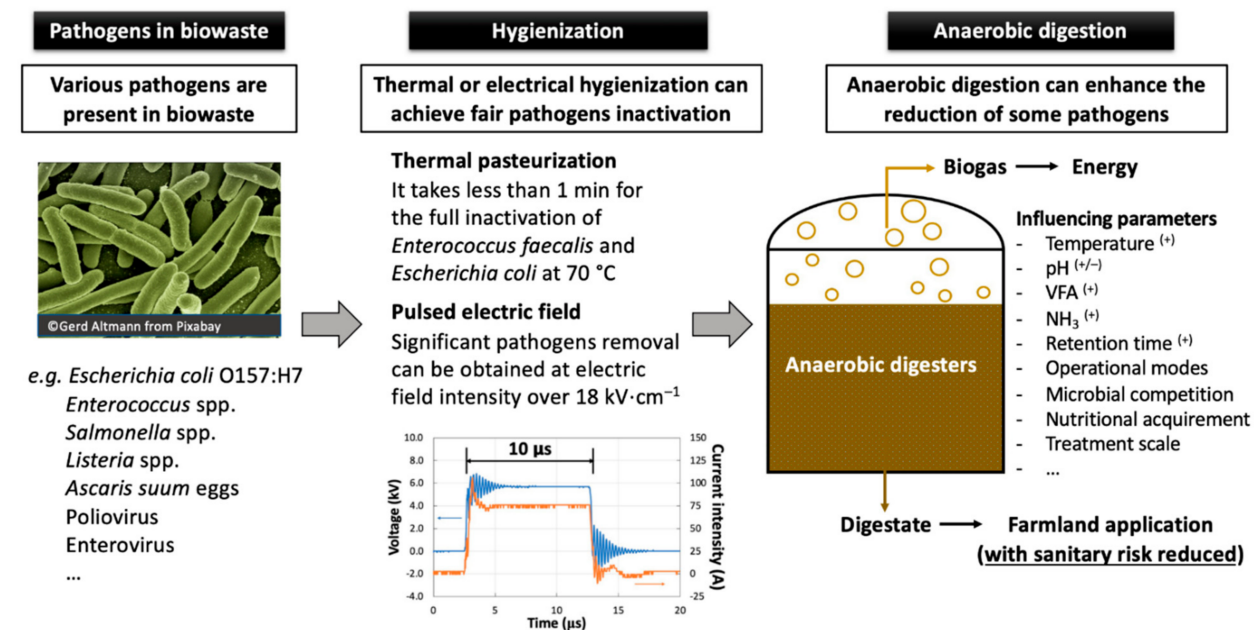 Pathogens in biowaste
Various pathogens are
present in biowaste
©Gerd Altmann from Pixabay
e.g. Escherichia coli O157:H7
Enterococcus spp.
Salmonella spp.
Listeria spp.
Ascaris suum eggs
Poliovirus
Enterovirus
...
Hygienization
Thermal or electrical hygienization can
achieve fair pathogens inactivation
Thermal pasteurization
It takes less than 1 min for
the full inactivation of
Enterococcus faecalis and
Escherichia coli at 70 °C
Pulsed electric field
Significant pathogens removal
can be obtained at electric
field intensity over 18 kV·cm⁻¹
10 µs
Voltage (kV)
10.0
8.0
6.0
4.0
2.0
0.0
-2.0
-4.0
Current intensity (A)
150
125
100
75
50
25
0
-25
0 5 10 15 20
Time (µs)
Anaerobic digestion
Anaerobic digestion can enhance the
reduction of some pathogens
Biogas Energy
Influencing parameters
- Temperature (+)
- pH (+/–)
- VFA (+)
- NH₃ (+)
- Retention time (+)
- Operational modes
- Microbial competition
- Nutritional acquirement
- Treatment scale
- ...
Anaerobic digesters
Digestate Farmland application
(with sanitary risk reduced)